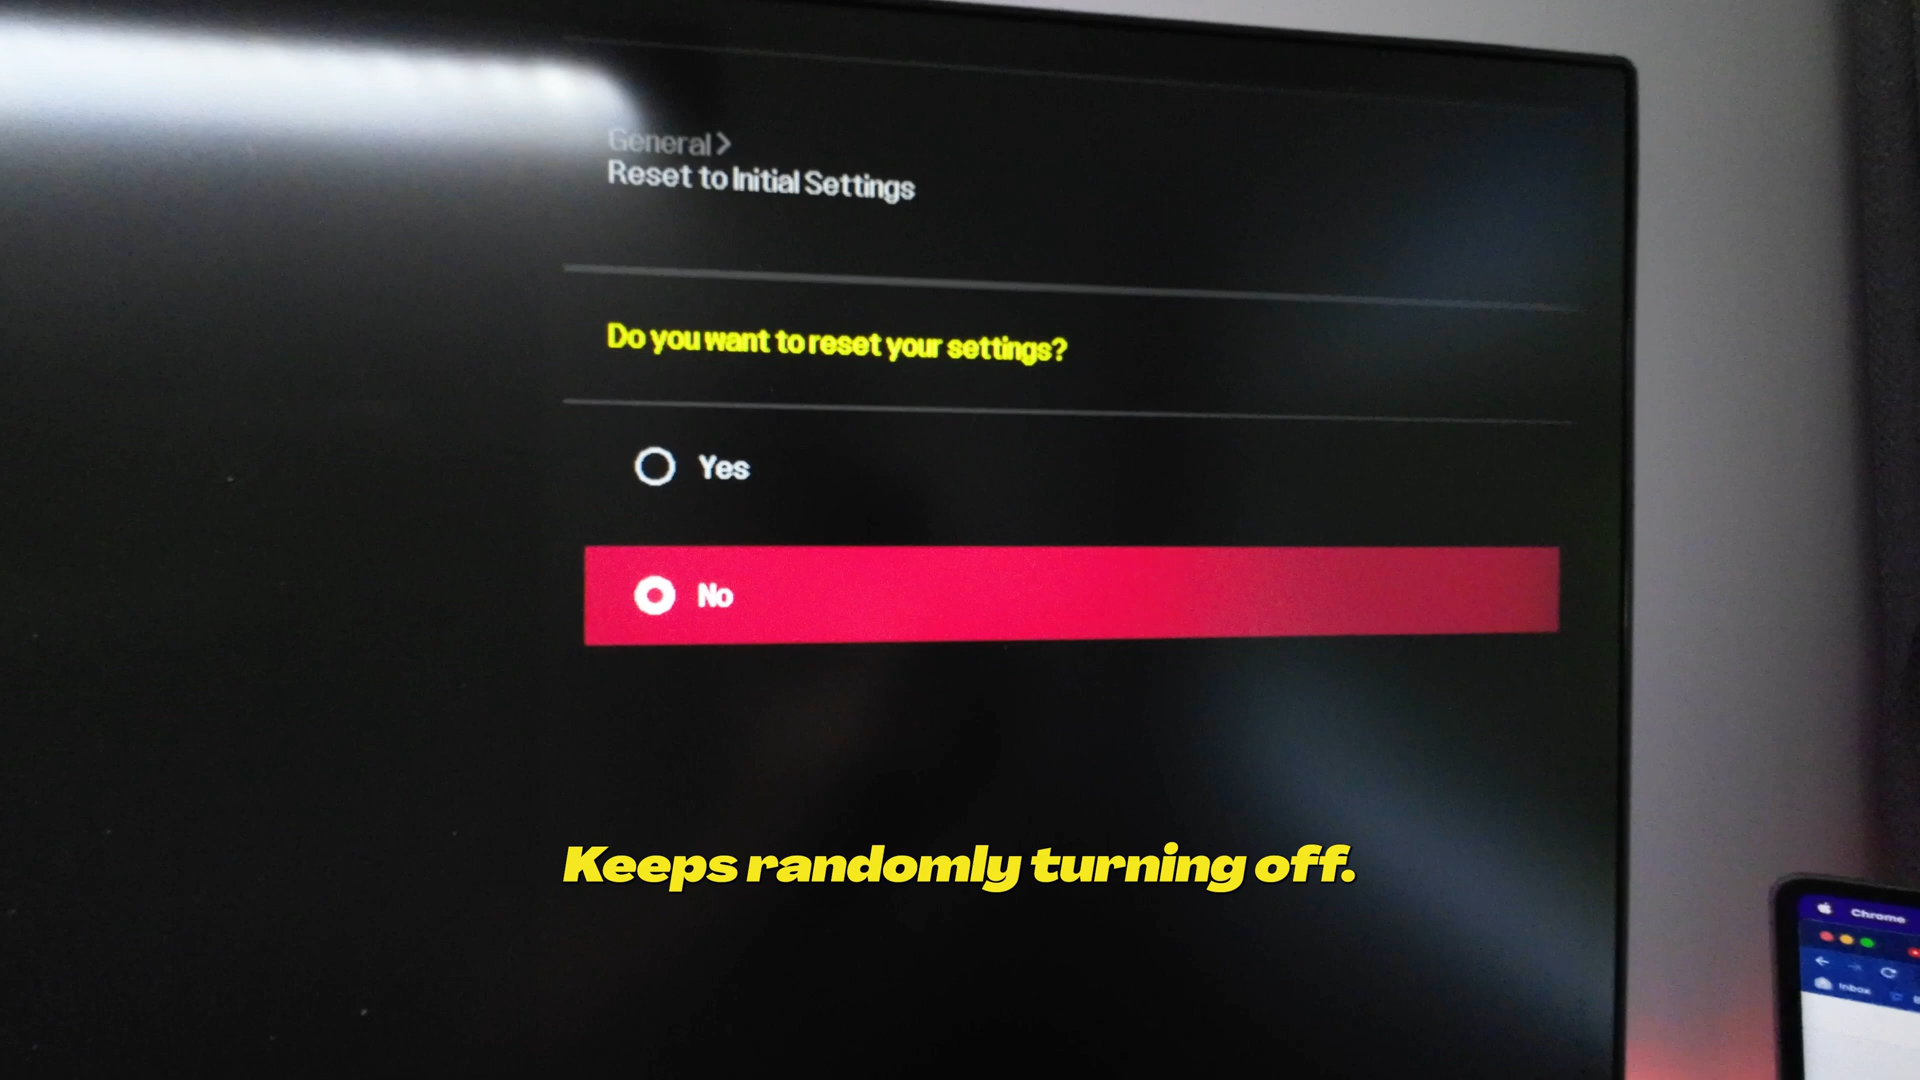 General>
Reset to Initial Settings
Do you want to reset your settings?
Yes
No
Keeps randomly turning off.
Chrome
Inbox